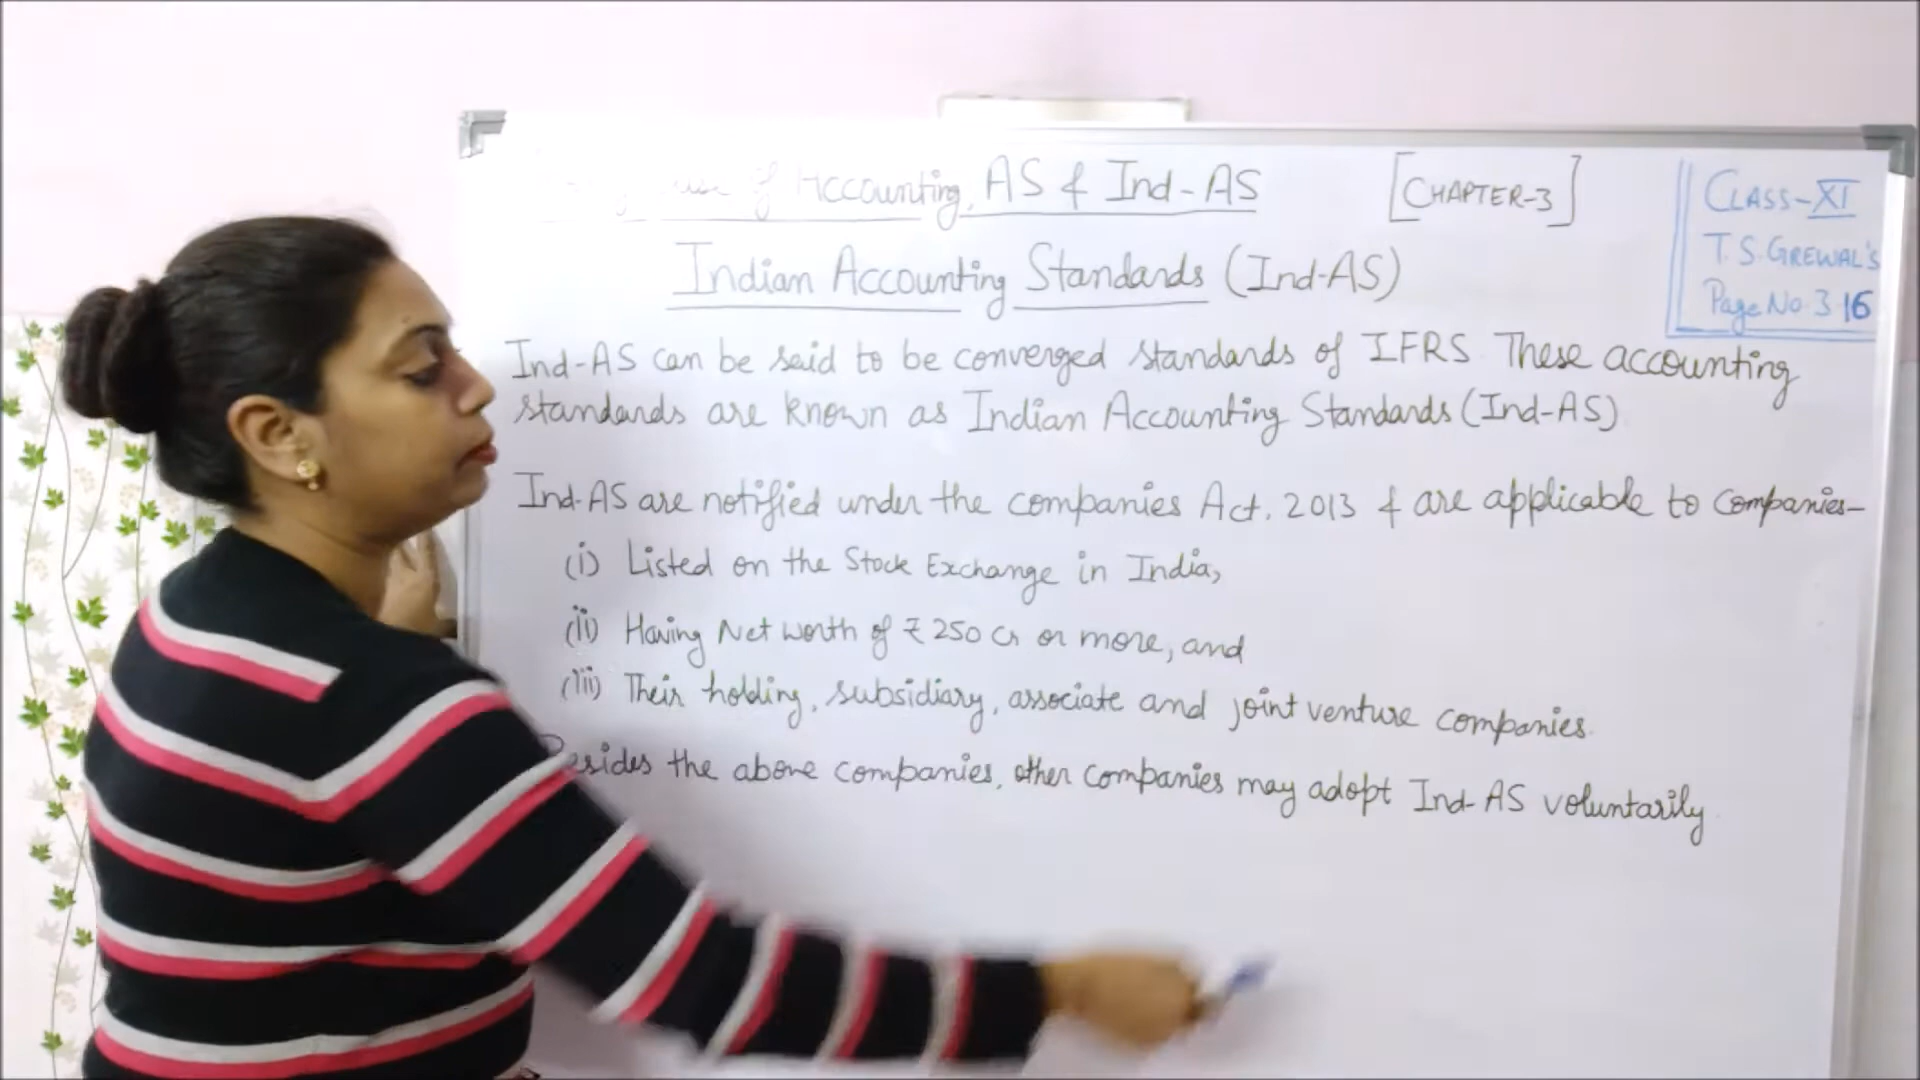 of Accounting, AS & Ind-AS
[CHAPTER-3]
CLASS-XI
T.S.GREWAL'S
Page No. 3.16
Indian Accounting Standards (Ind-AS)
Ind-AS can be said to be converged standards of IFRS. These accounting
standards are known as Indian Accounting Standards (Ind-AS)
Ind-AS are notified under the companies Act, 2013 & are applicable to Companies-
(i) Listed on the Stock Exchange in India,
(ii) Having Net worth of ₹ 250 Cr or more, and
(iii) Their holding, subsidiary, associate and joint venture companies.
Besides the above companies, other companies may adopt Ind-AS voluntarily.